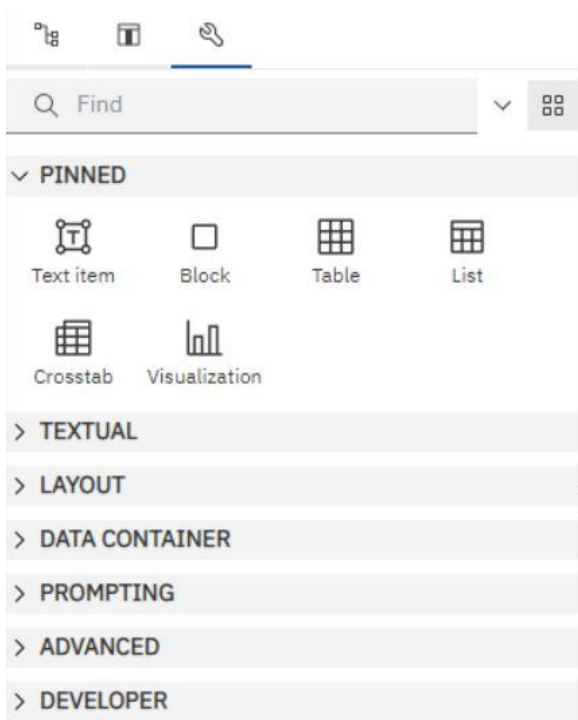 Find
PINNED
Text item Block Table List
Crosstab Visualization
TEXTUAL
LAYOUT
DATA CONTAINER
PROMPTING
ADVANCED
DEVELOPER